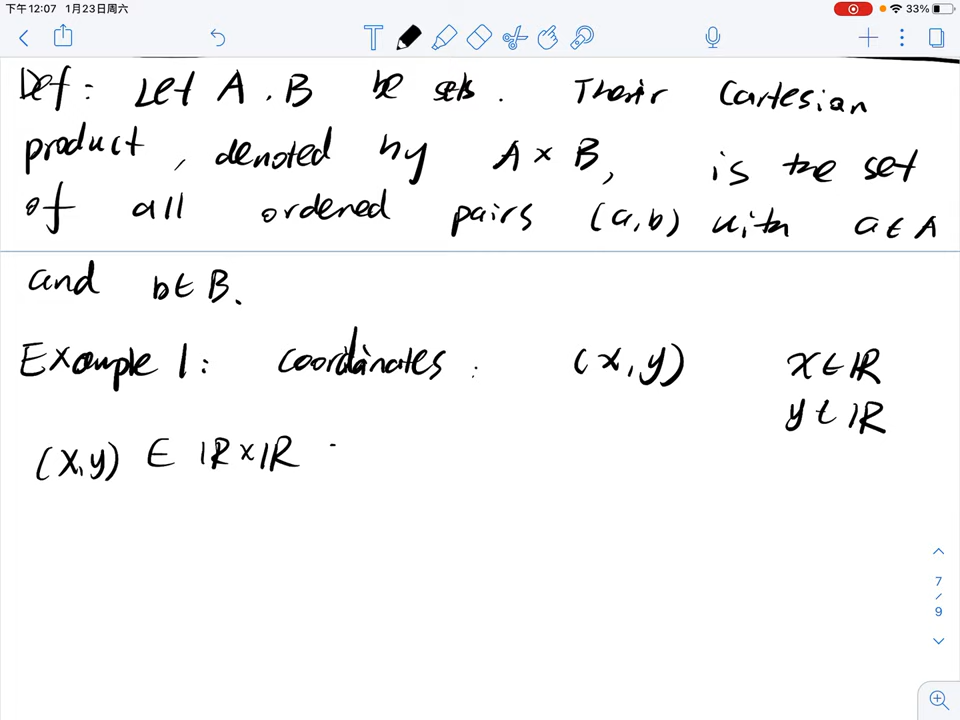 下午12:07 1月23日周六
33%
Def: Let A, B be sets. Their Cartesian
product, denoted by A × B, is the set
of all ordered pairs (a,b) with a ∈ A
and b ∈ B.
Example 1: coordinates: (x,y) x ∈ ℝ
y ∈ ℝ
(x,y) ∈ ℝ × ℝ
7
/
9